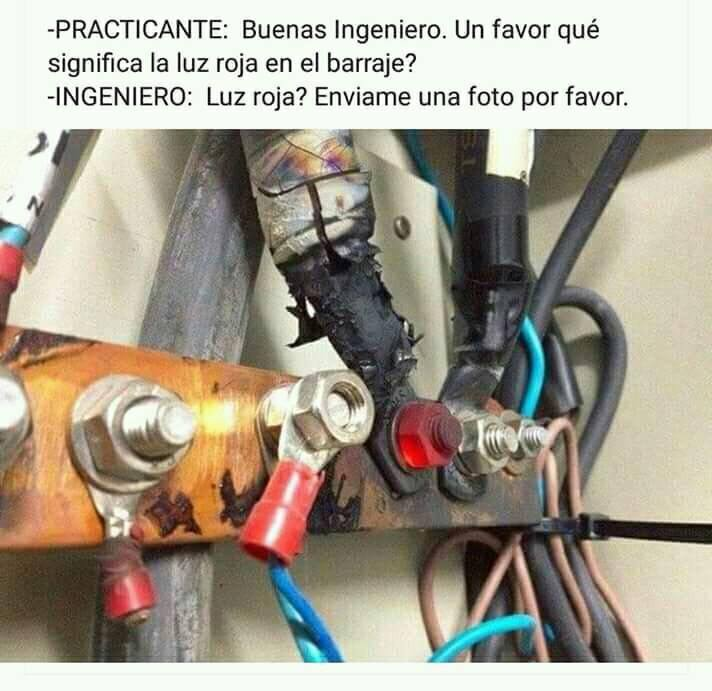 -PRACTICANTE: Buenas Ingeniero. Un favor qué
significa la luz roja en el barraje?
-INGENIERO: Luz roja? Enviame una foto por favor.
N